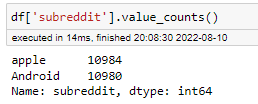 df['subreddit'].value_counts()
executed in 14ms, finished 20:08:30 2022-08-10
apple      10984
Android    10980
Name: subreddit, dtype: int64